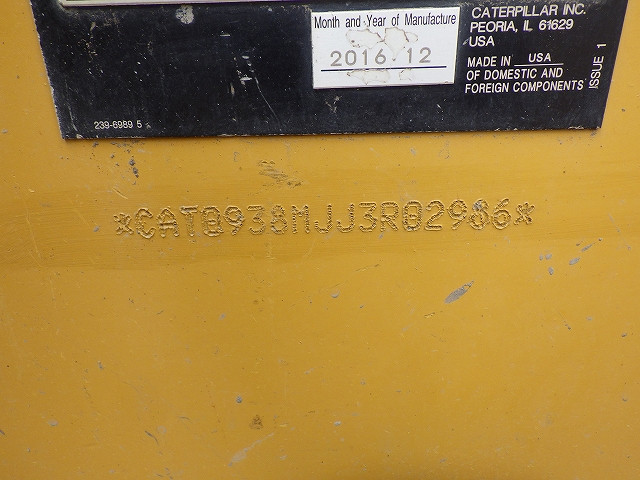 Month and Year of Manufacture
2016.12
CATERPILLAR INC.
PEORIA, IL 61629
USA
MADE IN USA
OF DOMESTIC AND
FOREIGN COMPONENTS
ISSUE 1
239-6989 5
*CAT0938MJJ3R02986*